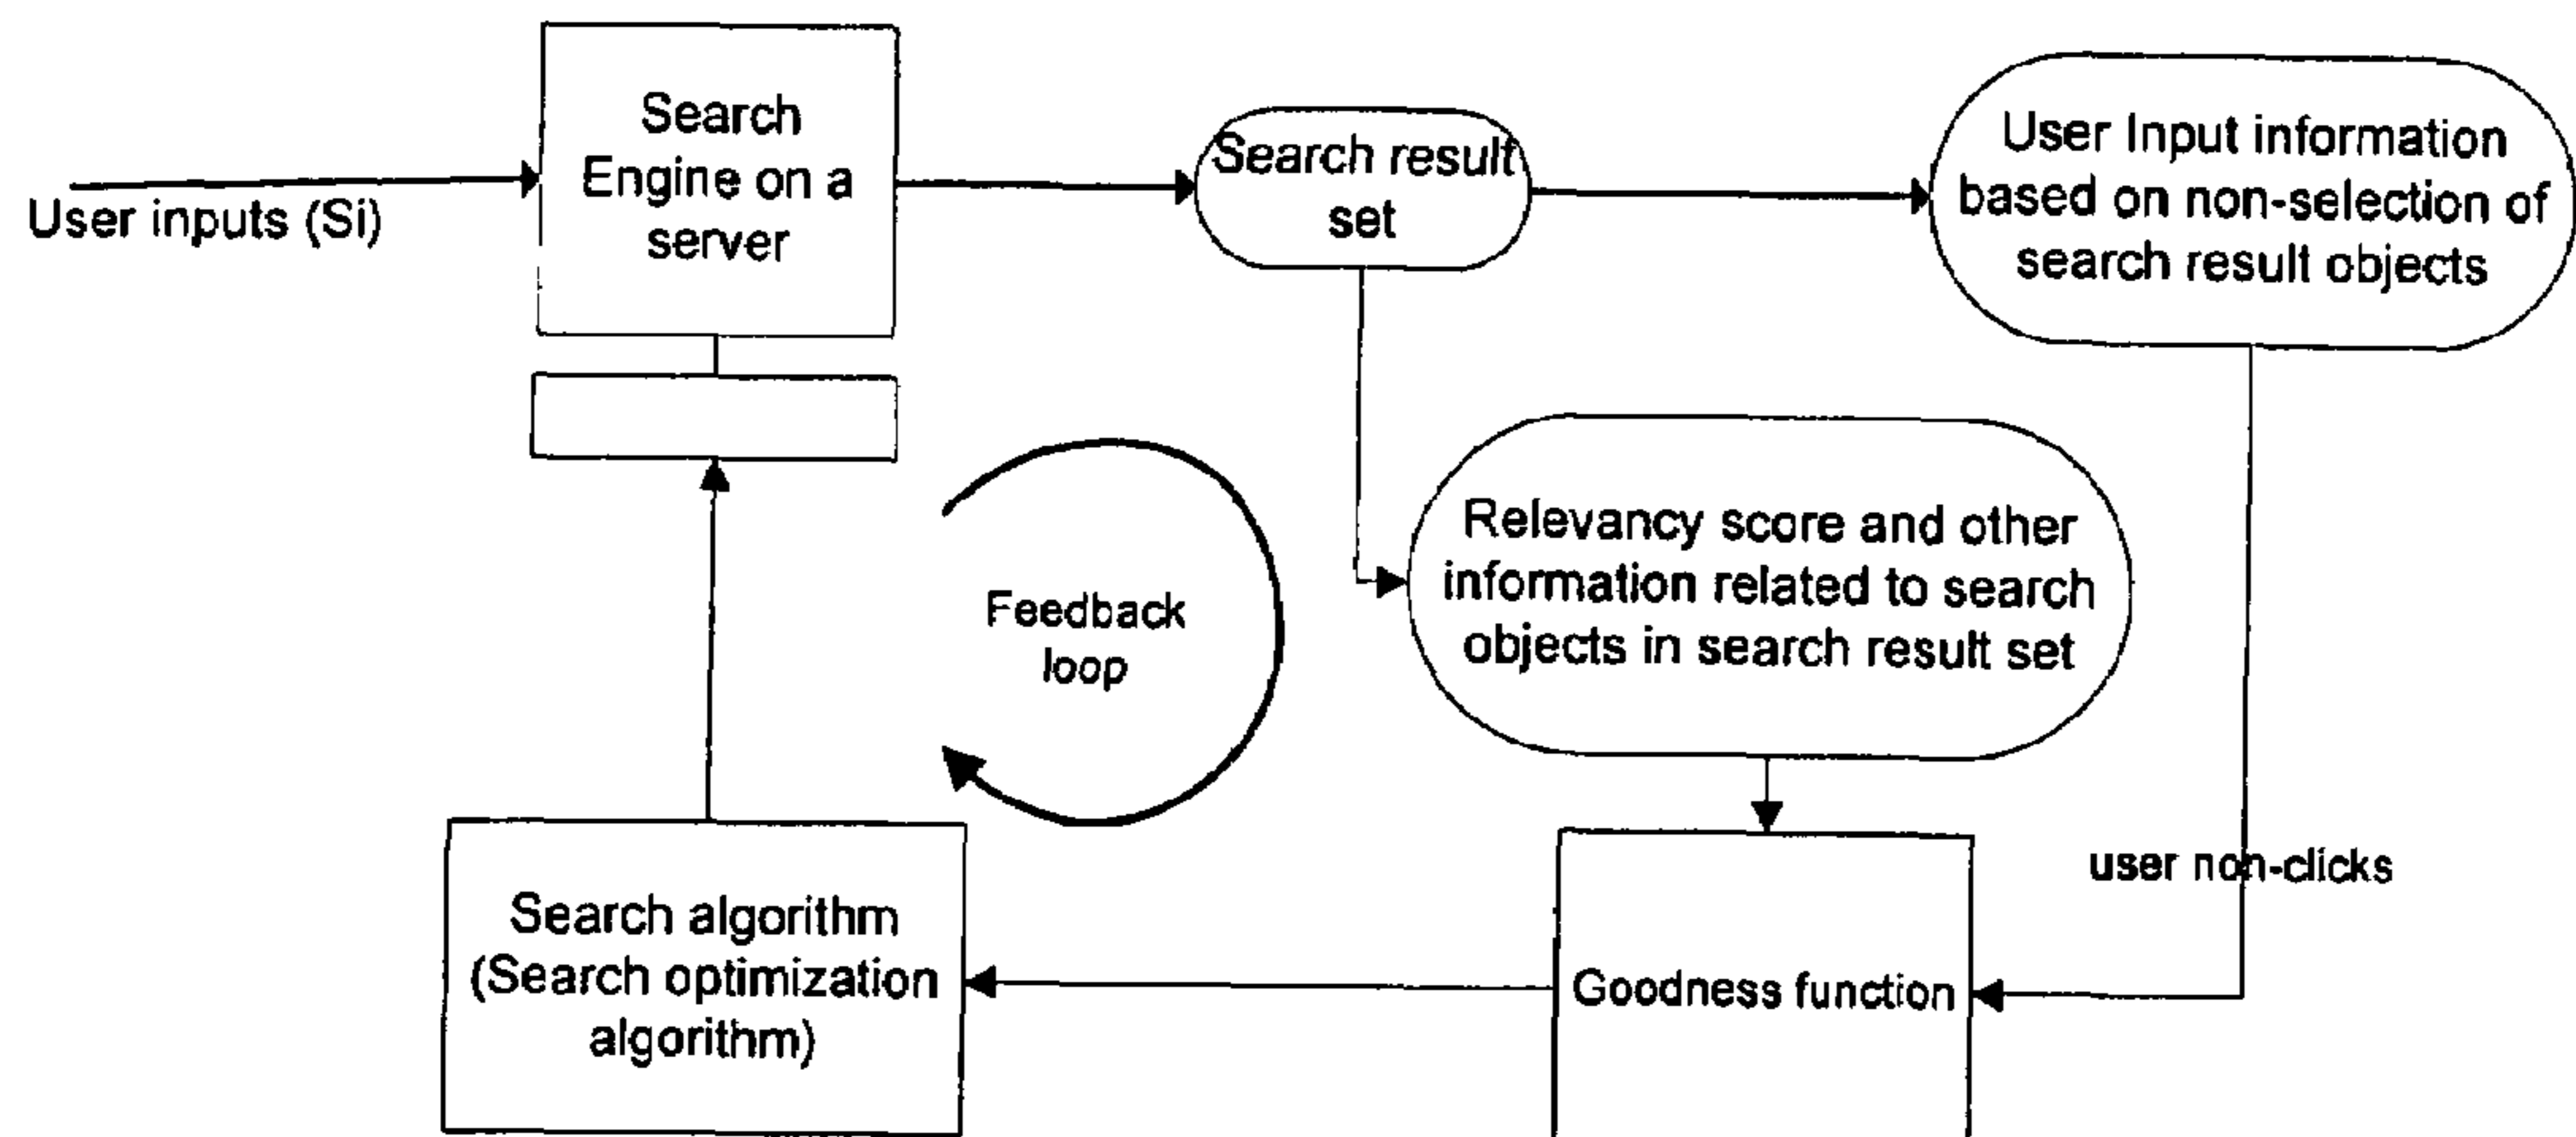 Search
Engine on a
server
User inputs (Si)
Search result
set
User Input information
based on non-selection of
search result objects
Relevancy score and other
information related to search
objects in search result set
Feedback
loop
user non-clicks
Search algorithm
(Search optimization
algorithm)
Goodness function